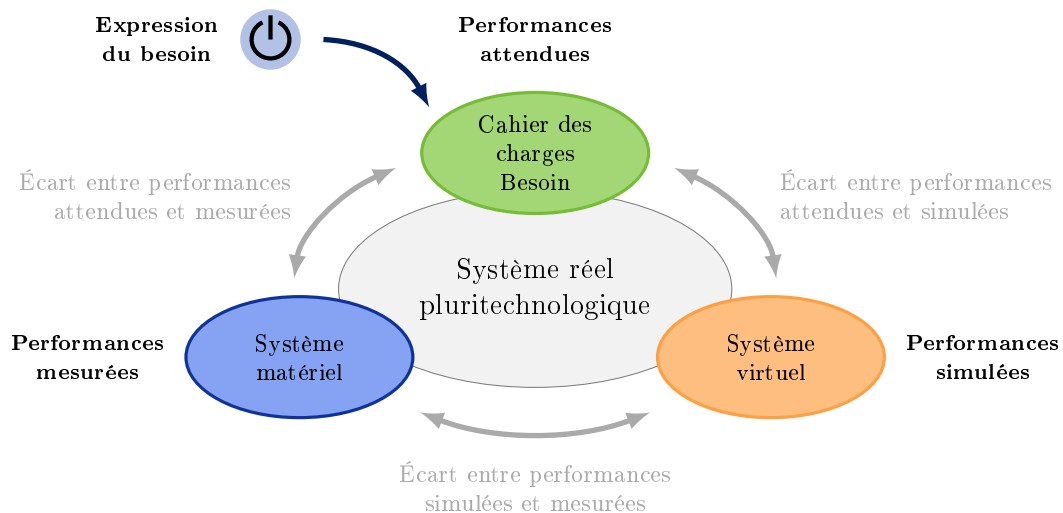 Expression
du besoin
Performances
attendues
Cahier des
charges
Besoin
Écart entre performances
attendues et mesurées
Écart entre performances
attendues et simulées
Système réel
pluritechnologique
Performances
mesurées
Système
matériel
Système
virtuel
Performances
simulées
Écart entre performances
simulées et mesurées